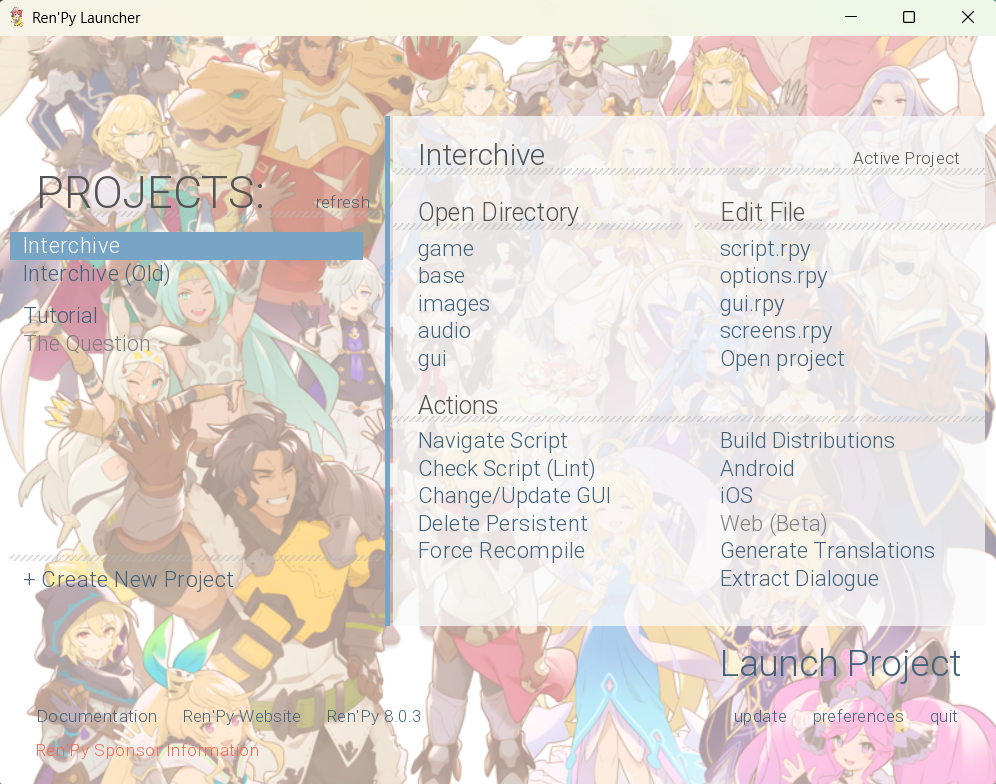 Ren'Py Launcher
PROJECTS:
refresh
Interchive
Interchive (Old)
Tutorial
The Question
+ Create New Project
Interchive
Active Project
Open Directory
game
base
images
audio
gui
Edit File
script.rpy
options.rpy
gui.rpy
screens.rpy
Open project
Actions
Navigate Script
Check Script (Lint)
Change/Update GUI
Delete Persistent
Force Recompile
Build Distributions
Android
iOS
Web (Beta)
Generate Translations
Extract Dialogue
Launch Project
Documentation
Ren'Py Website
Ren'Py 8.0.3
update
preferences
quit
Ren'Py Sponsor Information